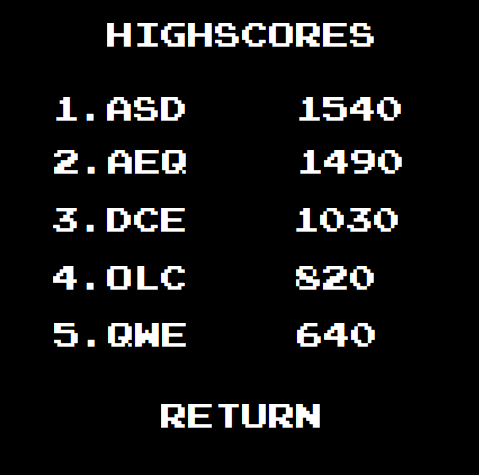 HIGHSCORES
1.ASD 1540
2.AEQ 1490
3.DCE 1030
4.OLC 820
5.QWE 640
RETURN